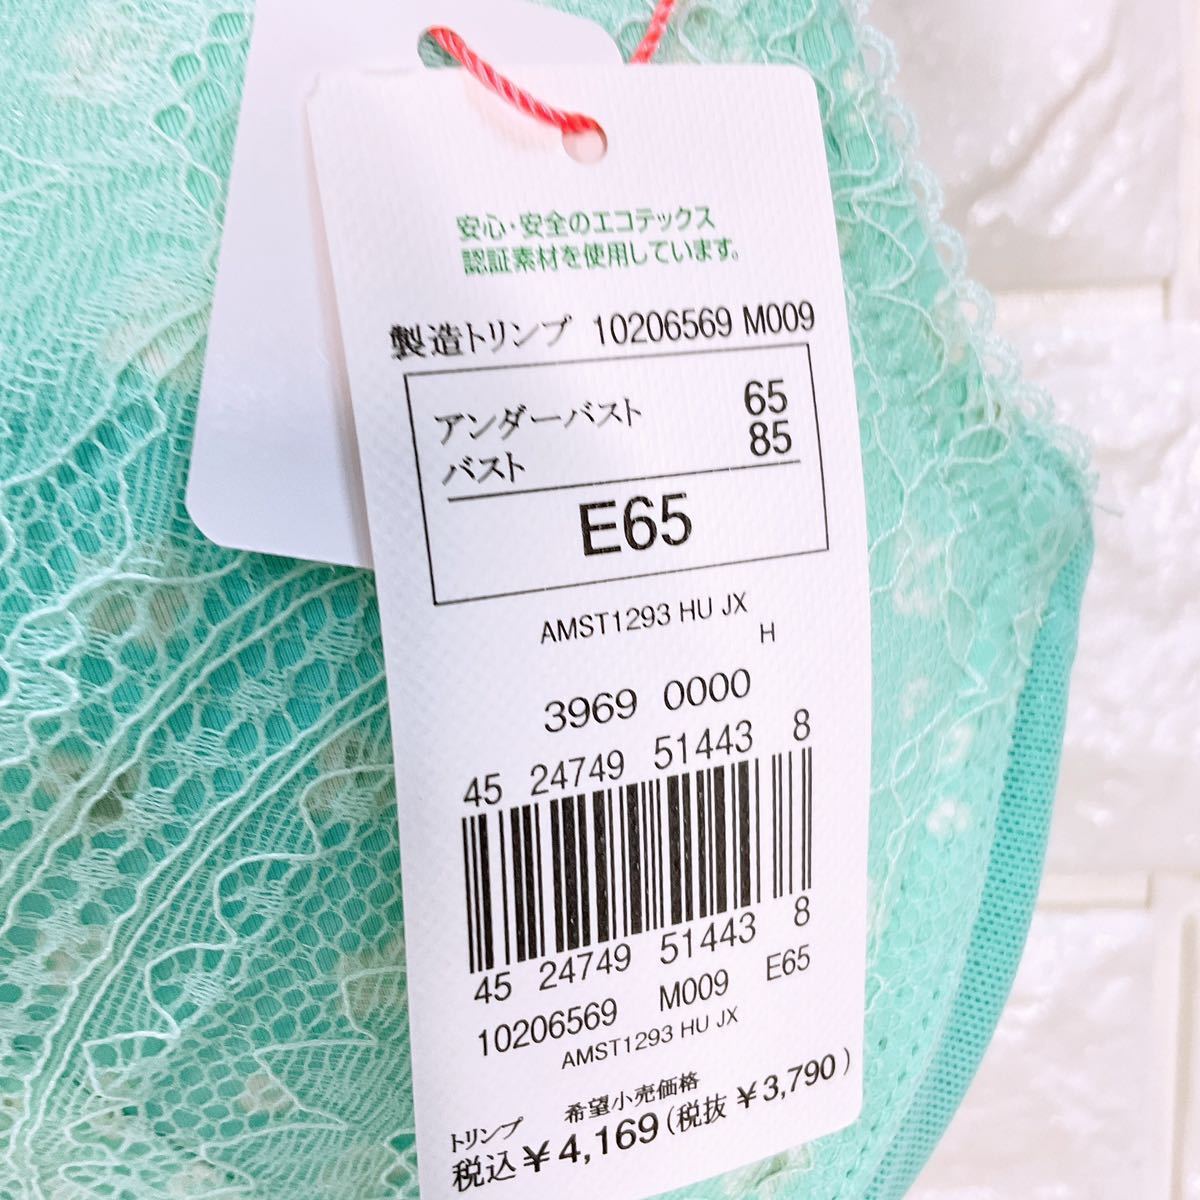 安心・安全のエコテックス
認証素材を使用しています。
製造トリンプ 10206569 M009
アンダーバスト 65
バスト 85
E65
AMST1293 HU JX
H
3969 0000
45 24749 51443 8
45 24749 51443 8
10206569 M009 E65
AMST1293 HU JX
トリンプ 希望小売価格
税込¥4,169(税抜¥3,790)